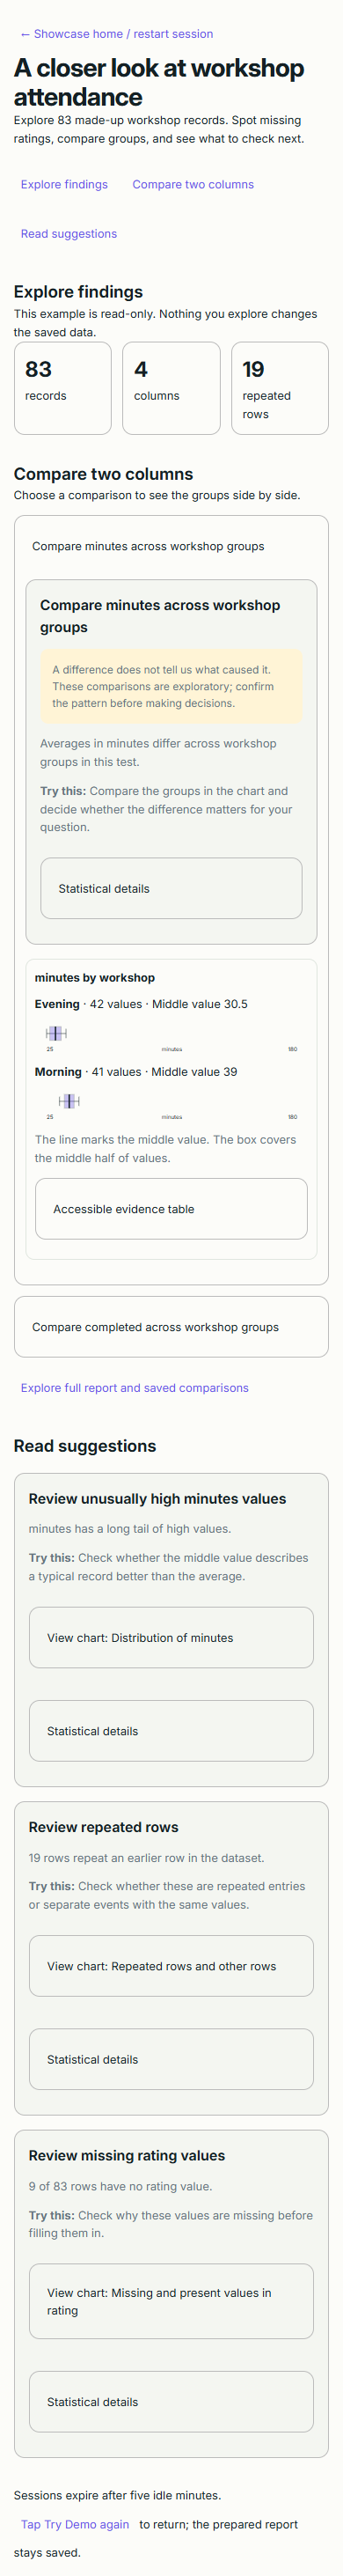 ← Showcase home / restart session
A closer look at workshop
attendance
Explore 83 made-up workshop records. Spot missing
ratings, compare groups, and see what to check next.
Explore findings Compare two columns
Read suggestions
Explore findings
This example is read-only. Nothing you explore changes
the saved data.
83 4 19
records columns repeated
rows
Compare two columns
Choose a comparison to see the groups side by side.
Compare minutes across workshop groups
Compare minutes across workshop
groups
A difference does not tell us what caused it.
These comparisons are exploratory; confirm
the pattern before making decisions.
Averages in minutes differ across workshop
groups in this test.
Try this: Compare the groups in the chart and
decide whether the difference matters for your
question.
Statistical details
minutes by workshop
Evening · 42 values · Middle value 30.5
25 minutes 180
Morning · 41 values · Middle value 39
25 minutes 180
The line marks the middle value. The box covers
the middle half of values.
Accessible evidence table
Compare completed across workshop groups
Explore full report and saved comparisons
Read suggestions
Review unusually high minutes values
minutes has a long tail of high values.
Try this: Check whether the middle value describes
a typical record better than the average.
View chart: Distribution of minutes
Statistical details
Review repeated rows
19 rows repeat an earlier row in the dataset.
Try this: Check whether these are repeated entries
or separate events with the same values.
View chart: Repeated rows and other rows
Statistical details
Review missing rating values
9 of 83 rows have no rating value.
Try this: Check why these values are missing before
filling them in.
View chart: Missing and present values in
rating
Statistical details
Sessions expire after five idle minutes.
Tap Try Demo again to return; the prepared report
stays saved.